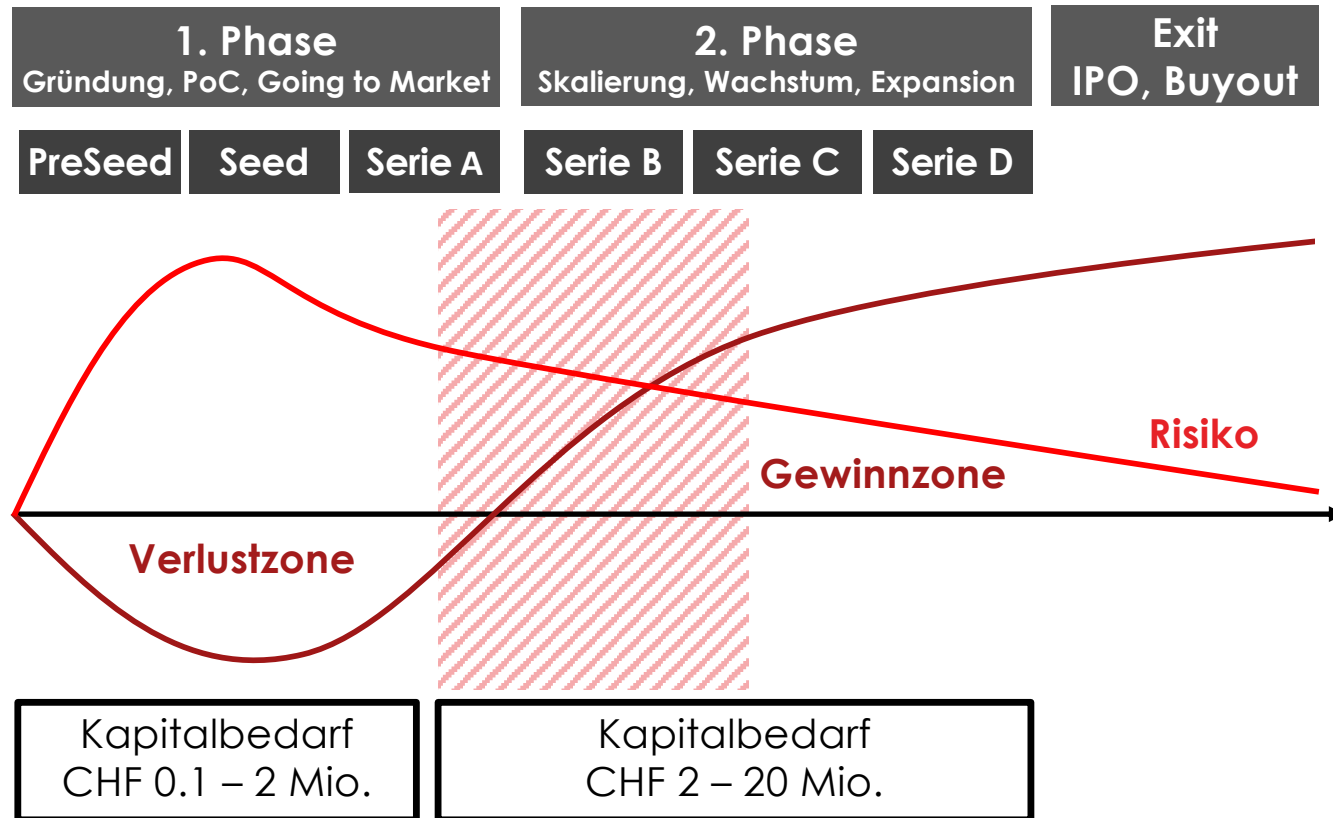 1. Phase
Gründung, PoC, Going to Market
2. Phase
Skalierung, Wachstum, Expansion
Exit
IPO, Buyout
PreSeed
Seed
Serie A
Serie B
Serie C
Serie D
Risiko
Gewinnzone
Verlustzone
Kapitalbedarf
CHF 0.1 – 2 Mio.
Kapitalbedarf
CHF 2 – 20 Mio.